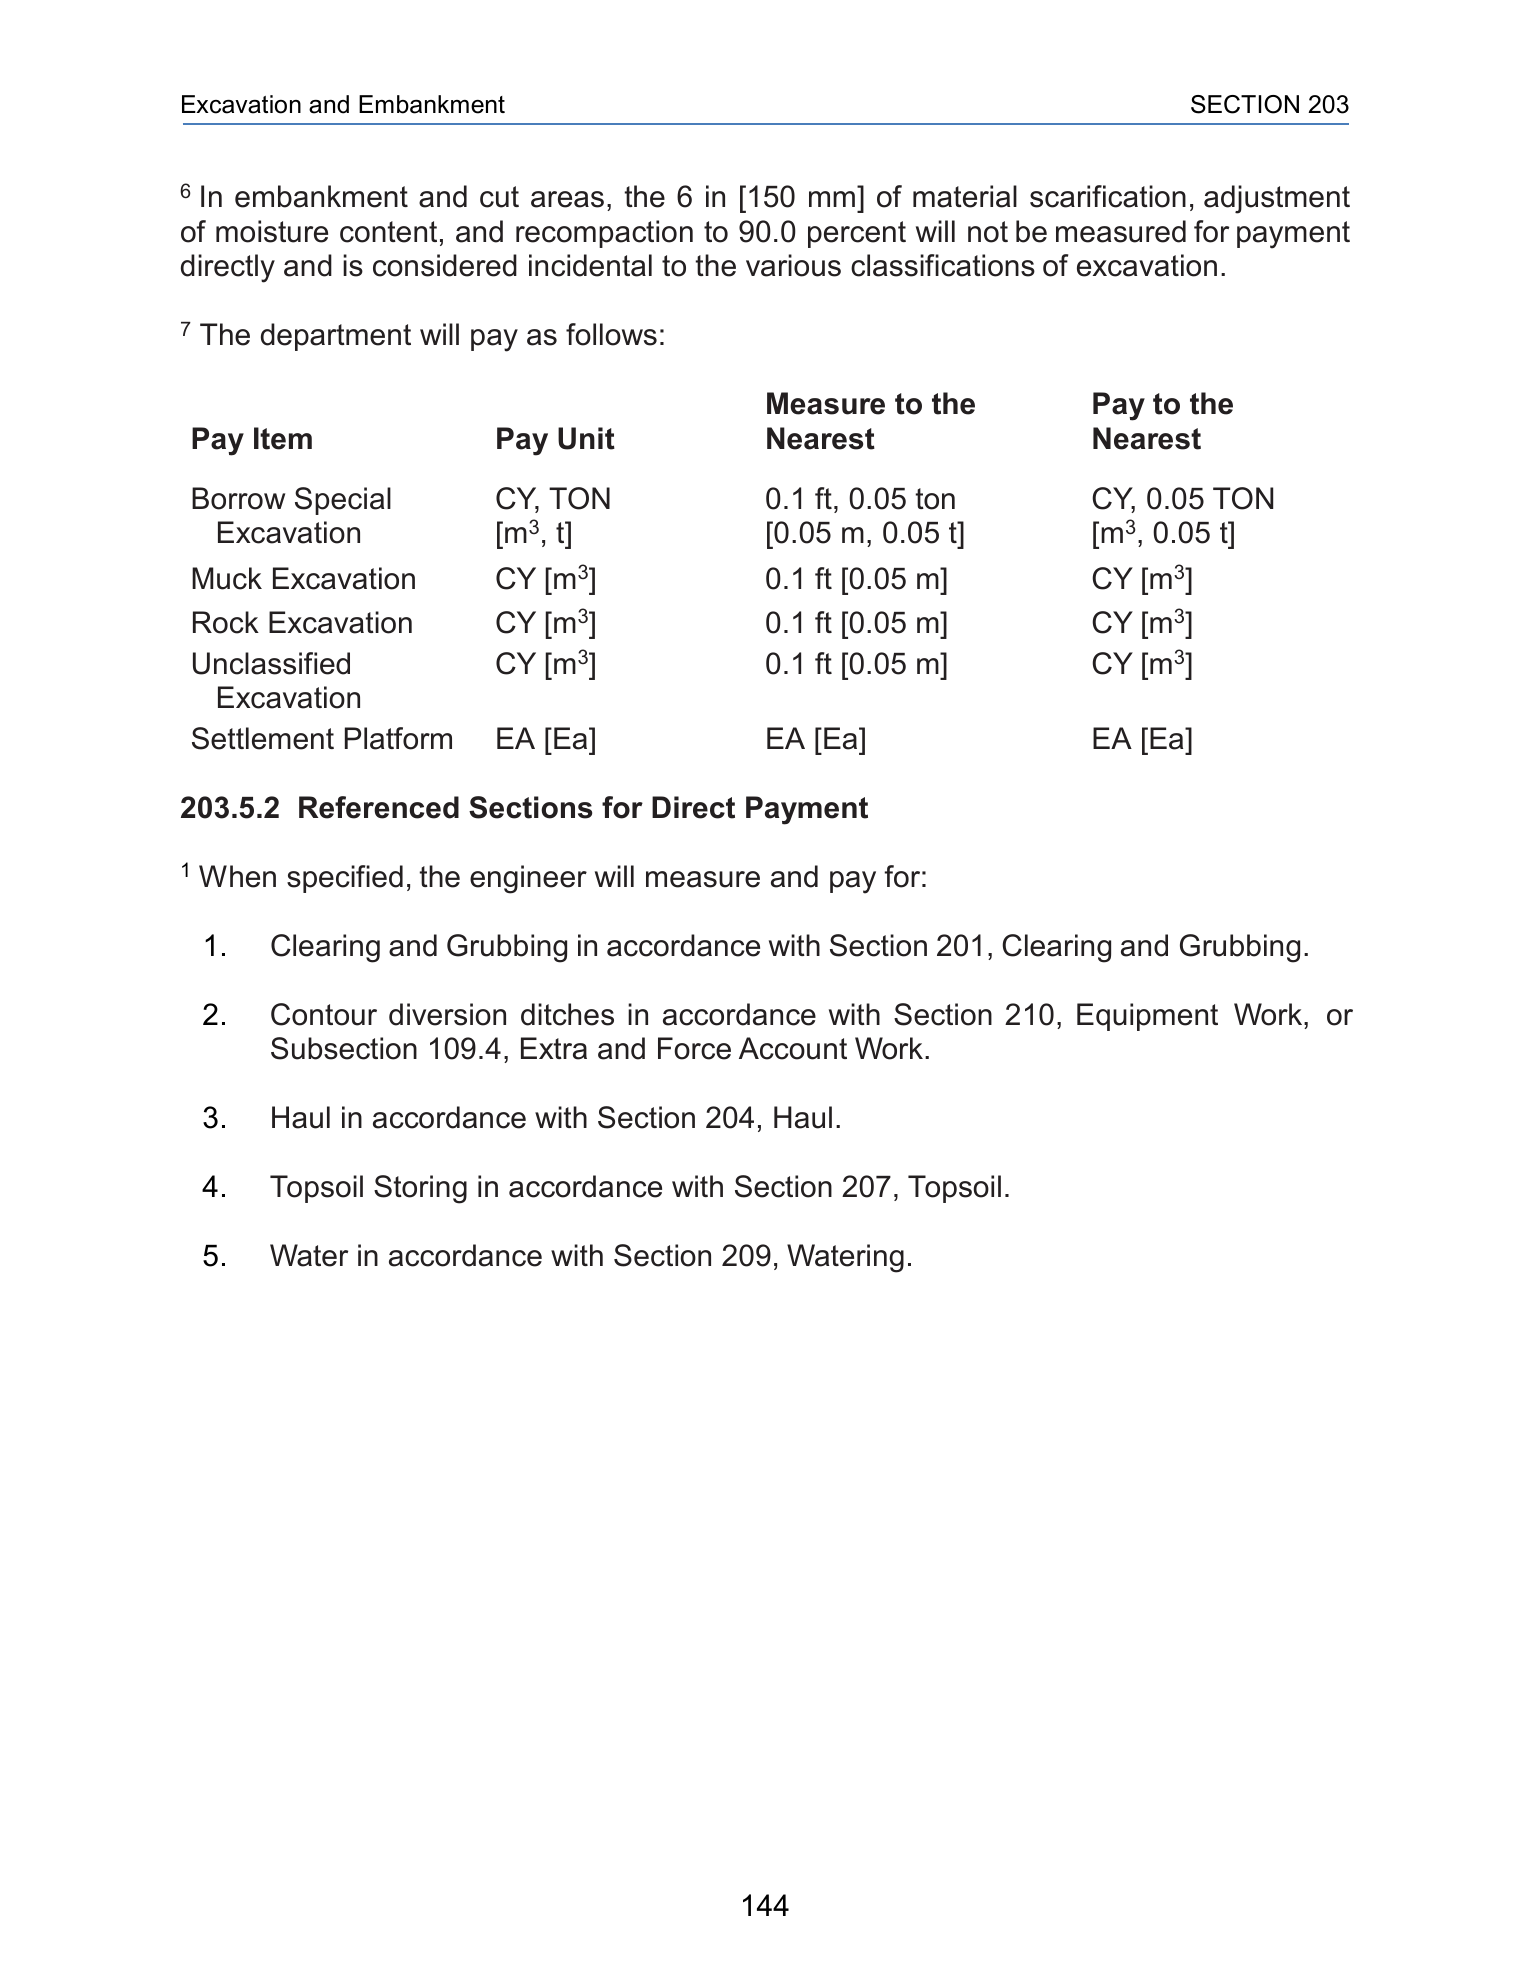 Excavation and Embankment SECTION 203
6 In embankment and cut areas, the 6 in [150 mm] of material scarification, adjustment
of moisture content, and recompaction to 90.0 percent will not be measured for payment
directly and is considered incidental to the various classifications of excavation.
7 The department will pay as follows:
Measure to the Pay to the
Pay Item Pay Unit Nearest Nearest
Borrow Special CY, TON 0.1 ft, 0.05 ton CY, 0.05 TON
Excavation [m3, t] [0.05 m, 0.05 t] [m3, 0.05 t]
Muck Excavation CY [m3] 0.1 ft [0.05 m] CY [m3]
Rock Excavation CY [m3] 0.1 ft [0.05 m] CY [m3]
Unclassified CY [m3] 0.1 ft [0.05 m] CY [m3]
Excavation
Settlement Platform EA [Ea] EA [Ea] EA [Ea]
203.5.2 Referenced Sections for Direct Payment
1 When specified, the engineer will measure and pay for:
1. Clearing and Grubbing in accordance with Section 201, Clearing and Grubbing.
2. Contour diversion ditches in accordance with Section 210, Equipment Work, or
Subsection 109.4, Extra and Force Account Work.
3. Haul in accordance with Section 204, Haul.
4. Topsoil Storing in accordance with Section 207, Topsoil.
5. Water in accordance with Section 209, Watering.
144